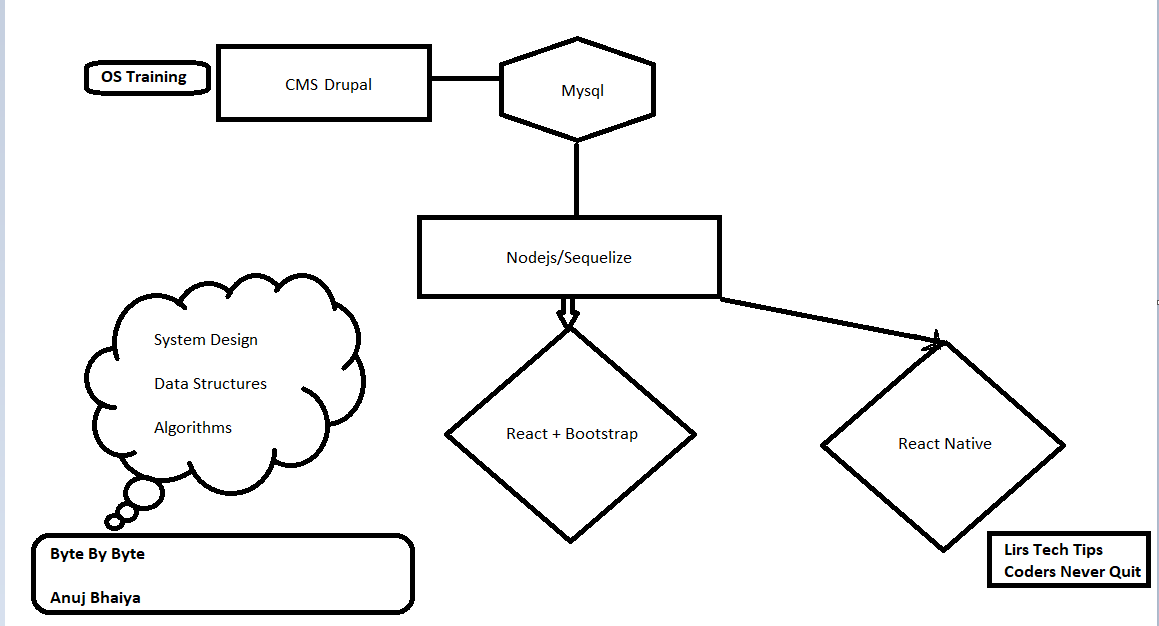 OS Training
CMS Drupal
Mysql
Nodejs/Sequelize
System Design
Data Structures
Algorithms
React + Bootstrap
React Native
Byte By Byte
Anuj Bhaiya
Lirs Tech Tips
Coders Never Quit